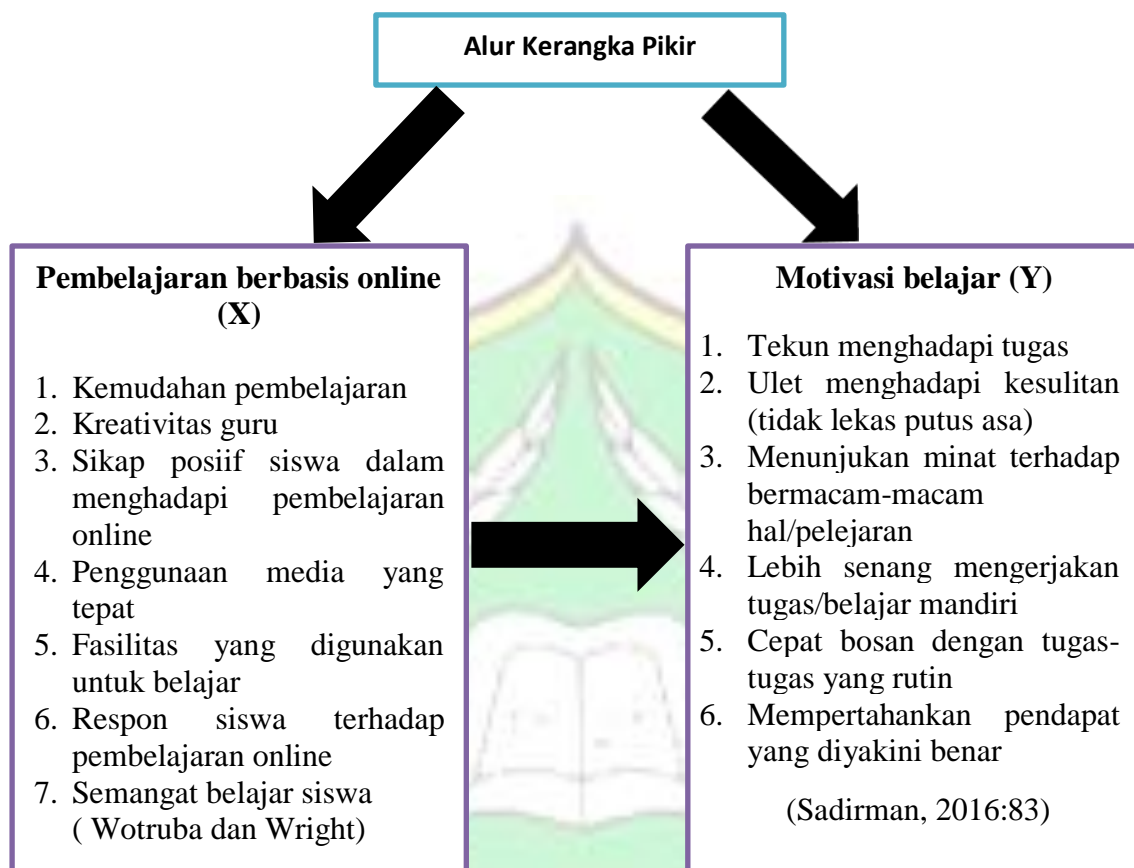 Alur Kerangka Pikir
Pembelajaran berbasis online
(X)
1. Kemudahan pembelajaran
2. Kreativitas guru
3. Sikap posiif siswa dalam
menghadapi pembelajaran
online
4. Penggunaan media yang
tepat
5. Fasilitas yang digunakan
untuk belajar
6. Respon siswa terhadap
pembelajaran online
7. Semangat belajar siswa
( Wotruba dan Wright)
Motivasi belajar (Y)
1. Tekun menghadapi tugas
2. Ulet menghadapi kesulitan
(tidak lekas putus asa)
3. Menunjukan minat terhadap
bermacam-macam
hal/pelejaran
4. Lebih senang mengerjakan
tugas/belajar mandiri
5. Cepat bosan dengan tugas-
tugas yang rutin
6. Mempertahankan pendapat
yang diyakini benar
(Sadirman, 2016:83)